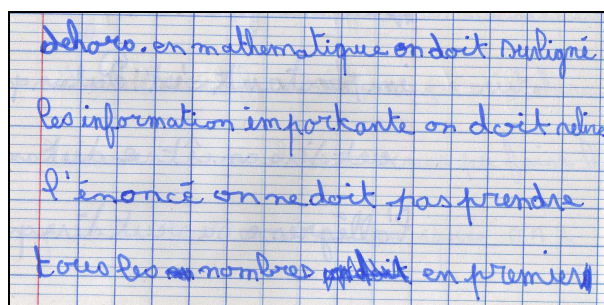 dehors. en mathematique on doit surligné
les information importante on doit relire
l'énoncé on ne doit pas prendre
tous les nombres en premier